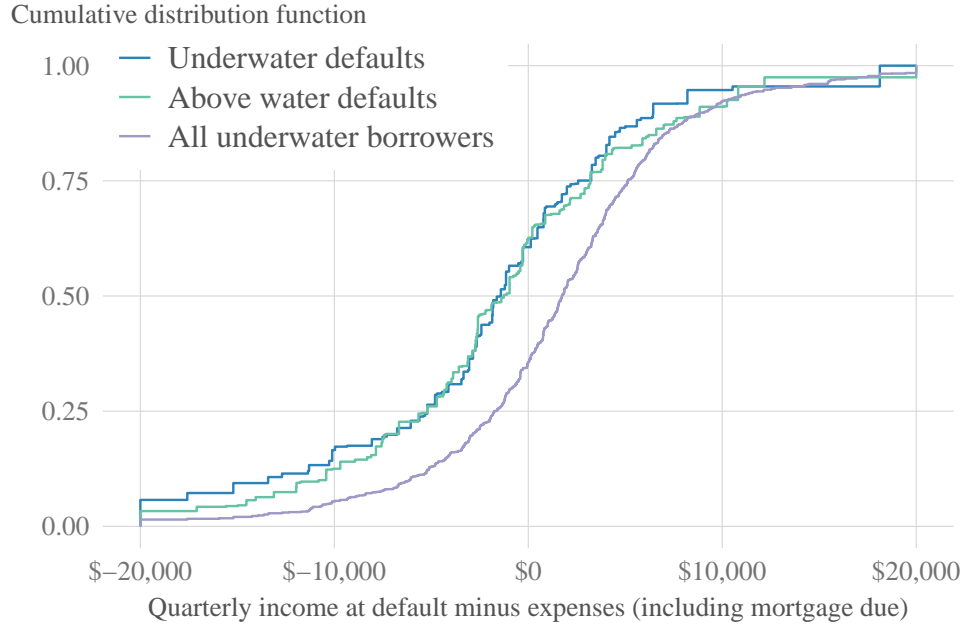 Cumulative distribution function
1.00
Underwater defaults
Above water defaults
All underwater borrowers
0.75
0.50
0.25
0.00
$−20,000 $−10,000 $0 $10,000 $20,000
Quarterly income at default minus expenses (including mortgage due)